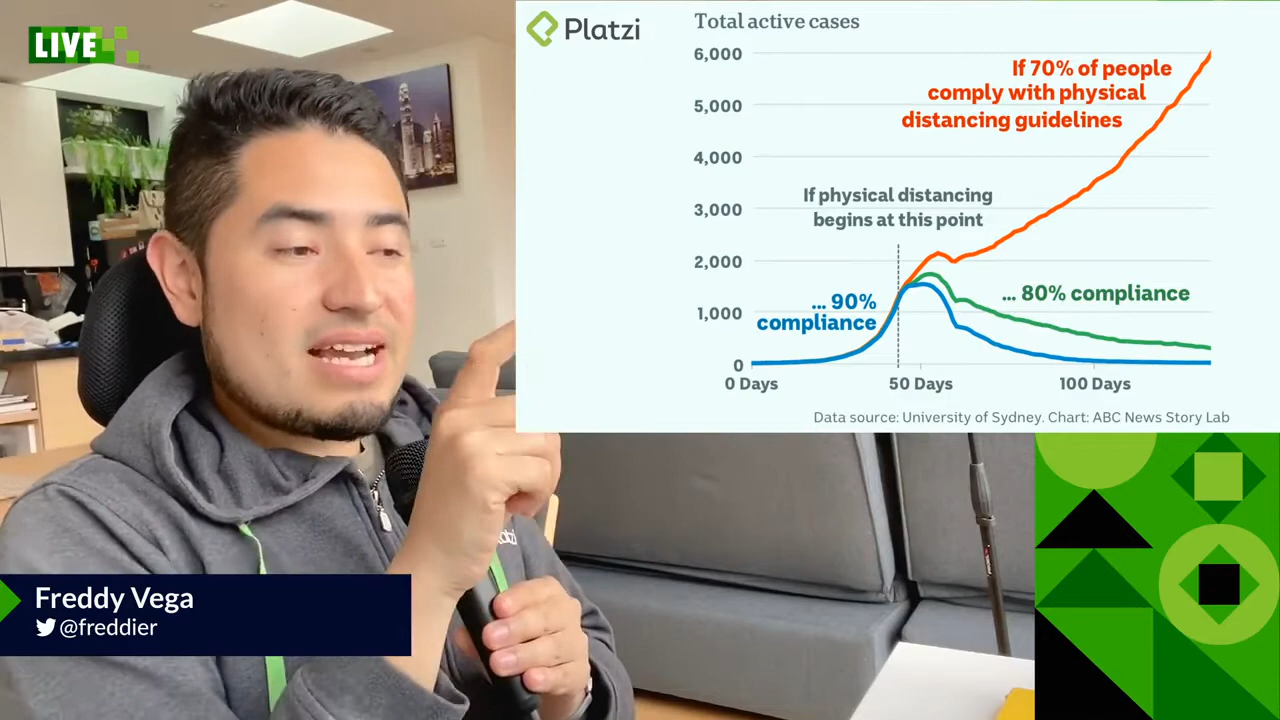 LIVE
Platzi
Total active cases
6,000
If 70% of people
comply with physical
distancing guidelines
5,000
4,000
3,000
If physical distancing
begins at this point
2,000
... 90%
compliance
... 80% compliance
1,000
0
0 Days
50 Days
100 Days
Data source: University of Sydney. Chart: ABC News Story Lab
Freddy Vega
@freddier